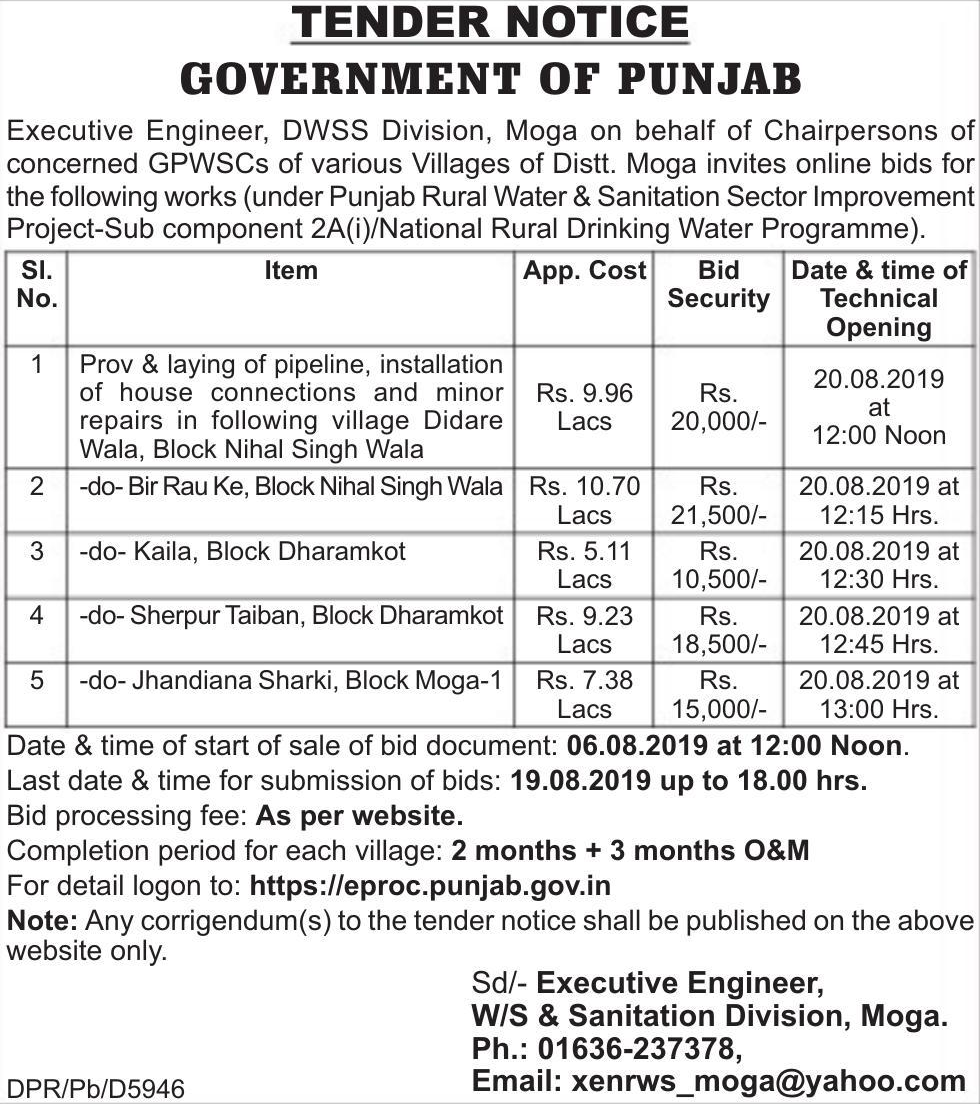 TENDER NOTICE
GOVERNMENT OF PUNJAB
Executive Engineer, DWSS Division, Moga on behalf of Chairpersons of
concerned GPWSCs of various Villages of Distt. Moga invites online bids for
the following works (under Punjab Rural Water & Sanitation Sector Improvement
Project-Sub component 2A(i)/National Rural Drinking Water Programme).
Sl. No. Item App. Cost Bid Security Date & time of Technical Opening
1 Prov & laying of pipeline, installation
of house connections and minor
repairs in following village Didare
Wala, Block Nihal Singh Wala
Rs. 9.96 Lacs
Rs. 20,000/-
20.08.2019 at 12:00 Noon
2 -do- Bir Rau Ke, Block Nihal Singh Wala Rs. 10.70 Rs. 20.08.2019 at
Lacs 21,500/- 12:15 Hrs.
3 -do- Kaila, Block Dharamkot Rs. 5.11 Rs. 20.08.2019 at
Lacs 10,500/- 12:30 Hrs.
4 -do- Sherpur Taiban, Block Dharamkot Rs. 9.23 Rs. 20.08.2019 at
Lacs 18,500/- 12:45 Hrs.
5 -do- Jhandiana Sharki, Block Moga-1 Rs. 7.38 Rs. 20.08.2019 at
Lacs 15,000/- 13:00 Hrs.
Date & time of start of sale of bid document: 06.08.2019 at 12:00 Noon.
Last date & time for submission of bids: 19.08.2019 up to 18.00 hrs.
Bid processing fee: As per website.
Completion period for each village: 2 months + 3 months O&M
For detail logon to: https://eproc.punjab.gov.in
Note: Any corrigendum(s) to the tender notice shall be published on the above
website only.
Sd/- Executive Engineer,
W/S & Sanitation Division, Moga.
Ph.: 01636-237378,
Email: xenrws_moga@yahoo.com
DPR/Pb/D5946